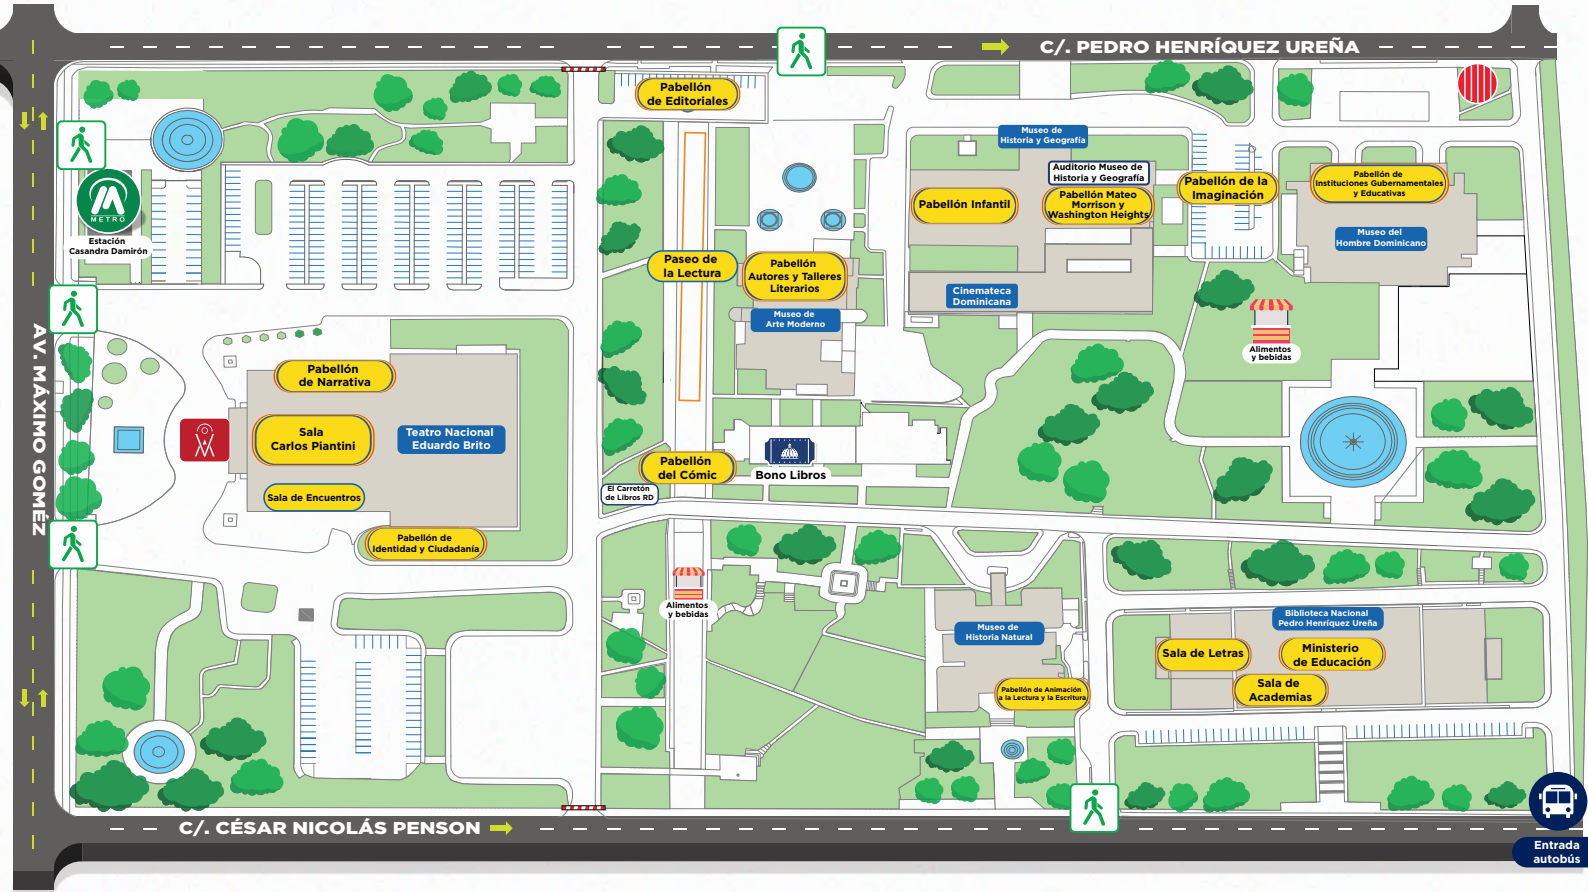 C/. PEDRO HENRÍQUEZ UREÑA
Pabellón
de Editoriales
METRO
Estación
Casandra Damirón
Museo de
Historia y Geografía
Auditorio Museo de
Historia y Geografía
Pabellón Infantil
Pabellón Mateo
Morrison y
Washington Heights
Pabellón de la
Imaginación
Pabellón de
Instituciones Gubernamentales
y Educativas
Museo del
Hombre Dominicano
Paseo de
la Lectura
Pabellón
Autores y Talleres
Literarios
Museo de
Arte Moderno
Cinemateca
Dominicana
Alimentos
y bebidas
AV. MÁXIMO GOMÉZ
Pabellón
de Narrativa
Sala
Carlos Piantini
Teatro Nacional
Eduardo Brito
Sala de Encuentros
Pabellón de
Identidad y Ciudadanía
Pabellón
del Cómic
El Carretón
de Libros RD
Bono Libros
Alimentos
y bebidas
Museo de
Historia Natural
Pabellón de Animación
a la Lectura y la Escritura
Biblioteca Nacional
Pedro Henríquez Ureña
Sala de Letras
Ministerio
de Educación
Sala de
Academias
C/. CÉSAR NICOLÁS PENSON
Entrada
autobús